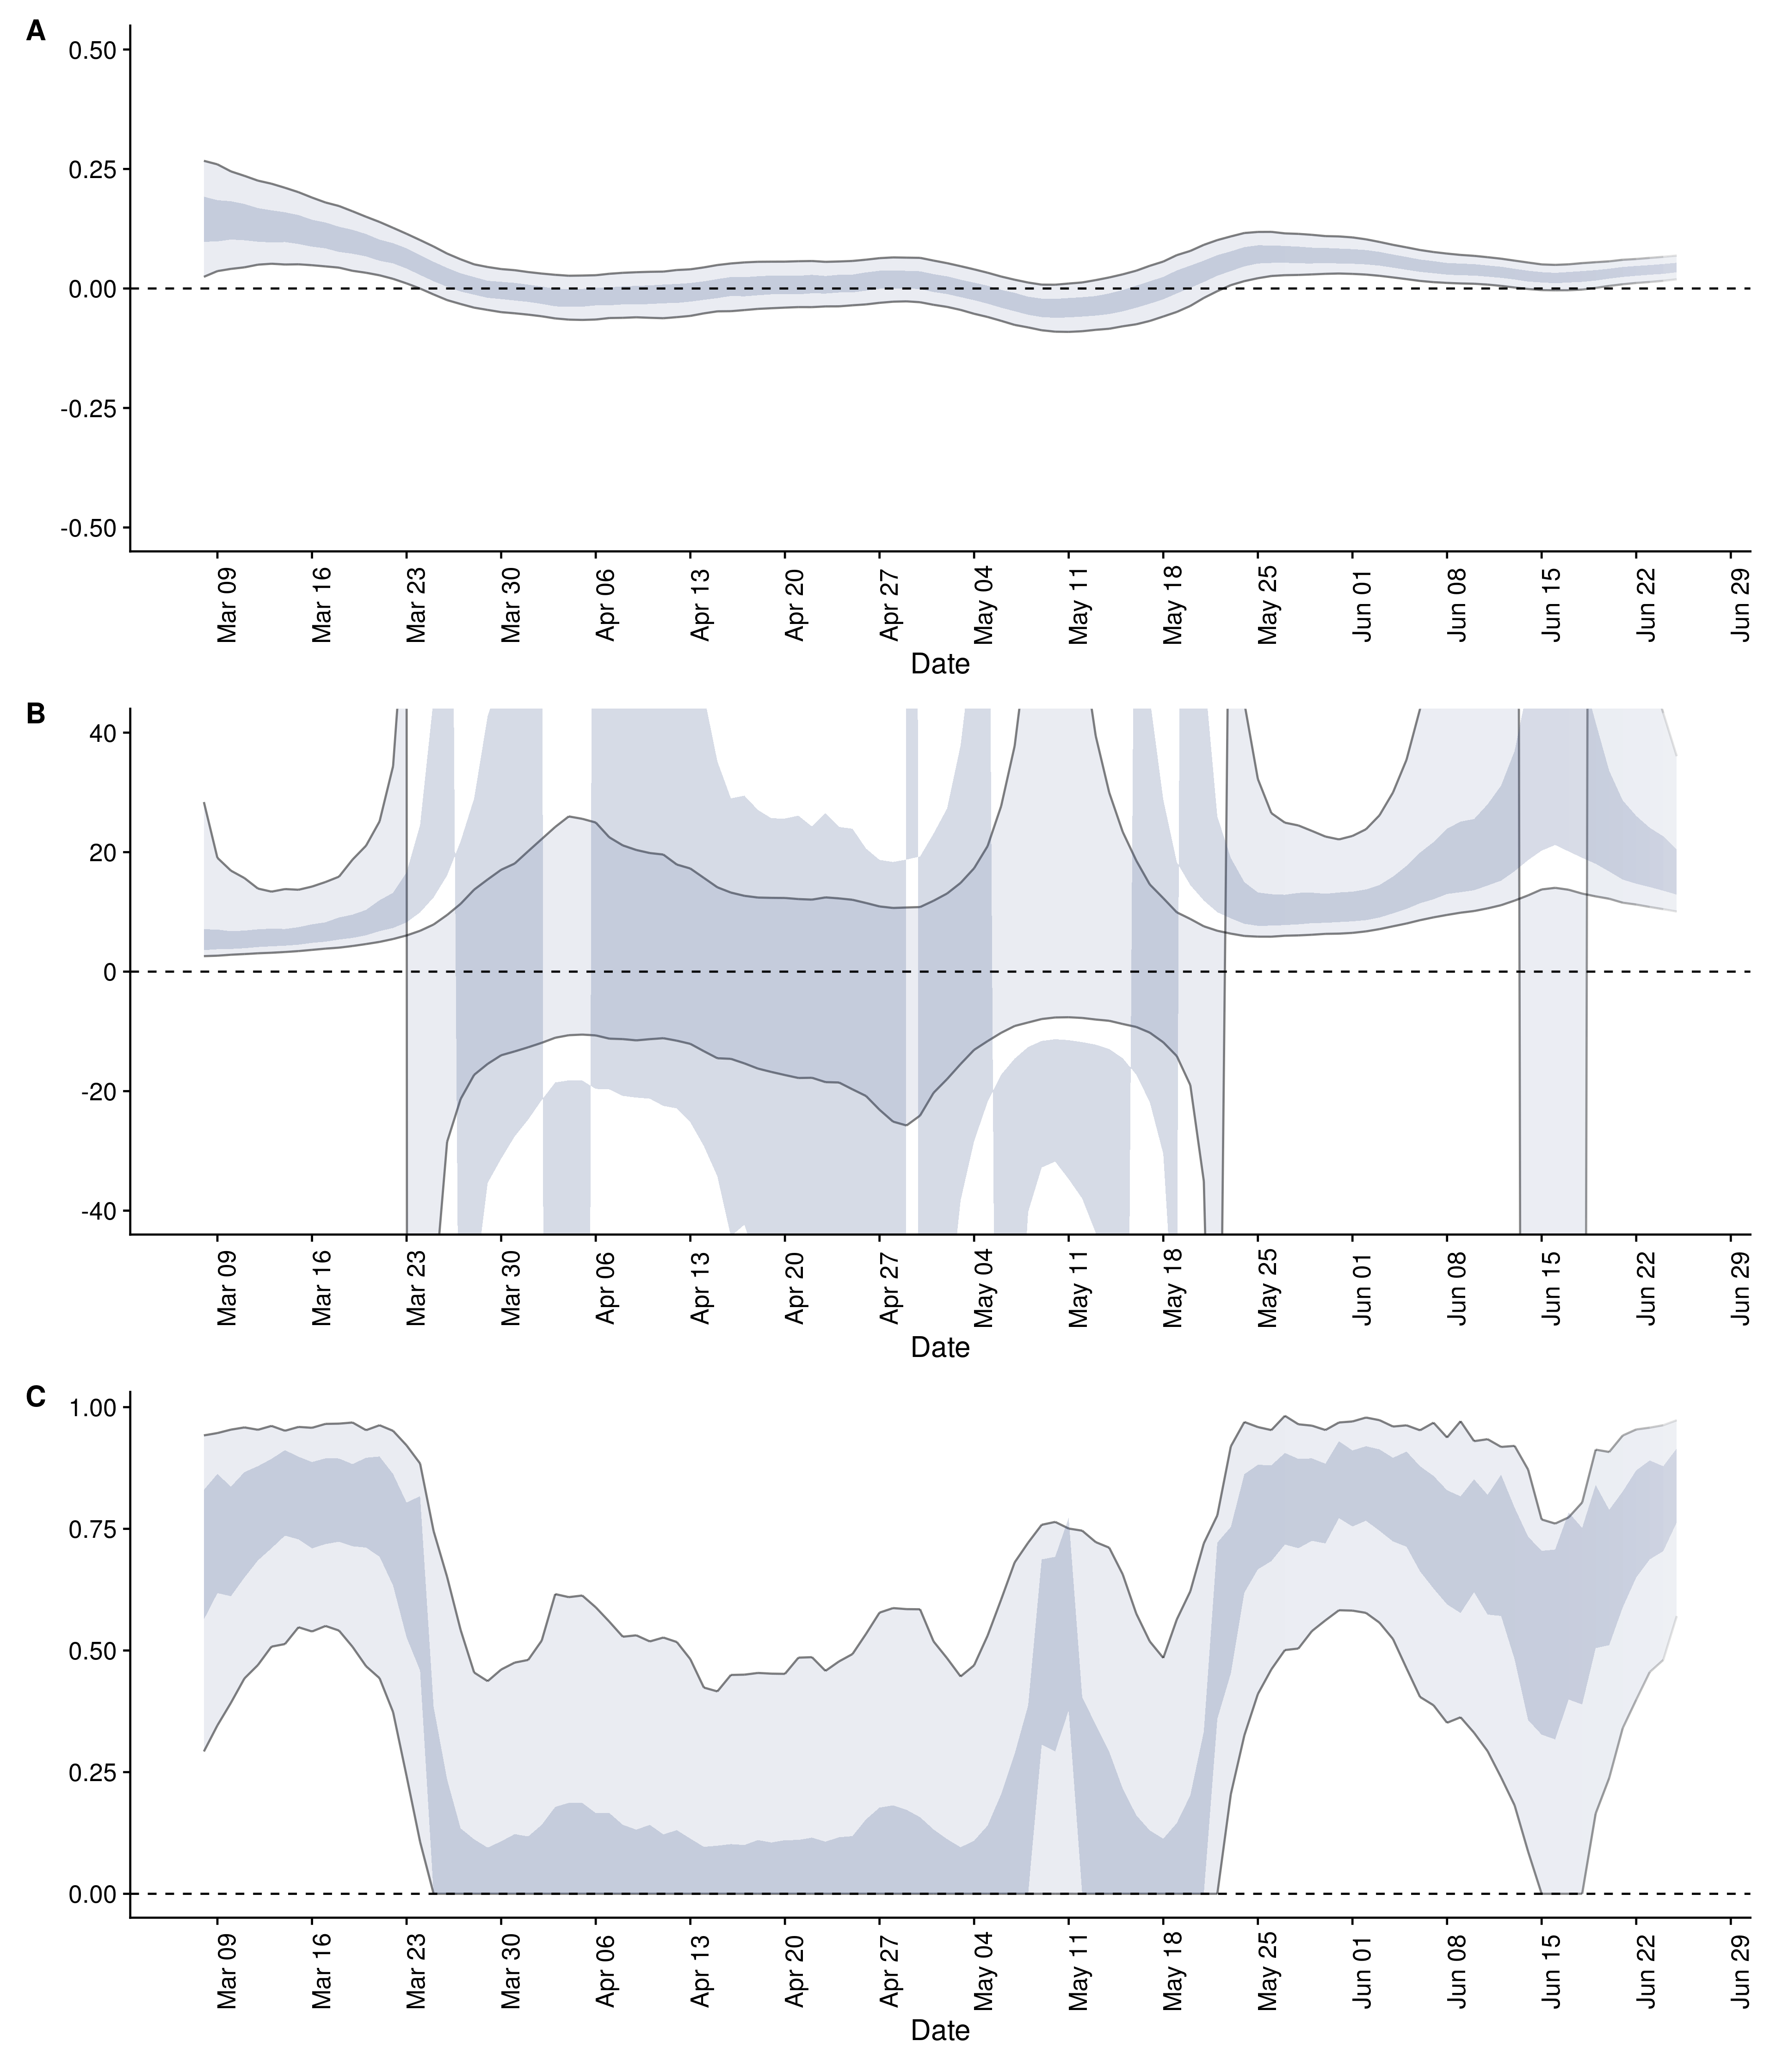 A
0.50
0.25
0.00
-0.25
-0.50
Mar 09
Mar 16
Mar 23
Mar 30
Apr 06
Apr 13
Apr 20
Apr 27
May 04
May 11
May 18
May 25
Jun 01
Jun 08
Jun 15
Jun 22
Jun 29
Date
B
40
20
0
-20
-40
Mar 09
Mar 16
Mar 23
Mar 30
Apr 06
Apr 13
Apr 20
Apr 27
May 04
May 11
May 18
May 25
Jun 01
Jun 08
Jun 15
Jun 22
Jun 29
Date
C
1.00
0.75
0.50
0.25
0.00
Mar 09
Mar 16
Mar 23
Mar 30
Apr 06
Apr 13
Apr 20
Apr 27
May 04
May 11
May 18
May 25
Jun 01
Jun 08
Jun 15
Jun 22
Jun 29
Date